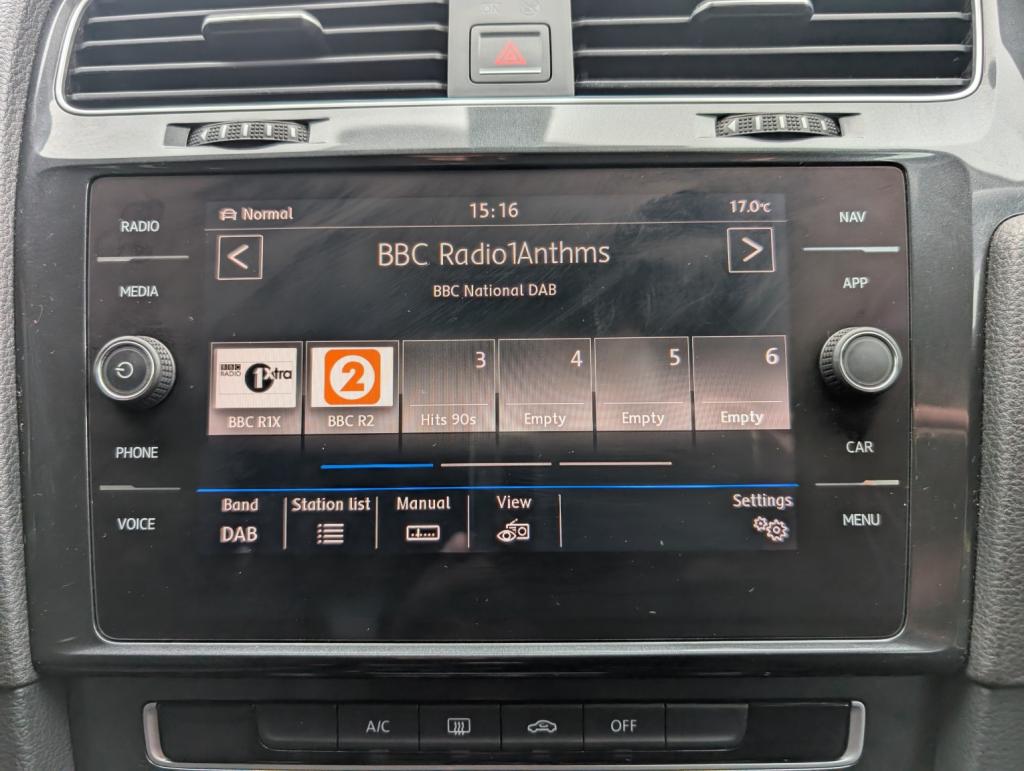 RADIO
MEDIA
PHONE
VOICE
Normal
15:16
17.0°C
<
BBC Radio1Anthms
>
BBC National DAB
BBC
RADIO
1Xtra
BBC R1X
2
BBC R2
3
Hits 90s
4
Empty
5
Empty
6
Empty
Band
DAB
Station list
Manual
View
Settings
NAV
APP
CAR
MENU
A/C
OFF